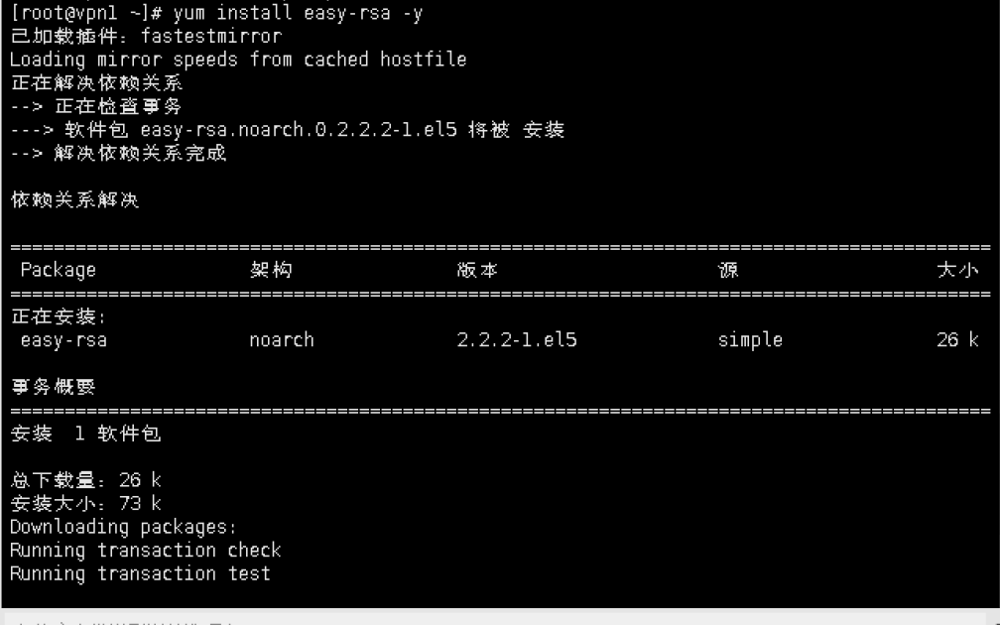 [root@vpn1 ~]# yum install easy-rsa -y
已加载插件：fastestmirror
Loading mirror speeds from cached hostfile
正在解决依赖关系
--> 正在检查事务
---> 软件包 easy-rsa.noarch.0.2.2.2-1.el5 将被 安装
--> 解决依赖关系完成
依赖关系解决
================================================================================
Package 架构 版本 源 大小
================================================================================
正在安装:
easy-rsa noarch 2.2.2-1.el5 simple 26 k
事务概要
================================================================================
安装 1 软件包
总下载量：26 k
安装大小：73 k
Downloading packages:
Running transaction check
Running transaction test